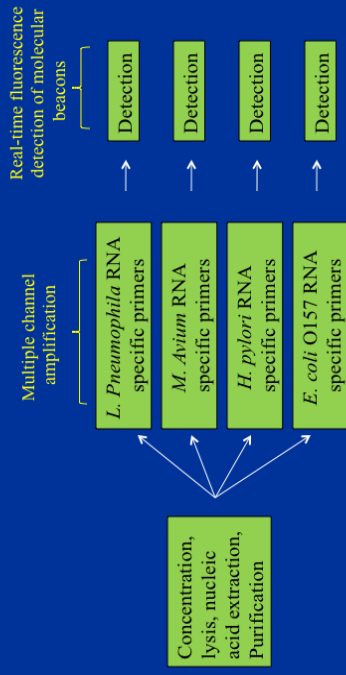 Multiple channel
amplification
Real-time fluorescence
detection of molecular
beacons
Concentration,
lysis, nucleic
acid extraction,
Purification
L. Pneumophila RNA
specific primers
Detection
M. Avium RNA
specific primers
Detection
H. pylori RNA
specific primers
Detection
E. coli O157 RNA
specific primers
Detection